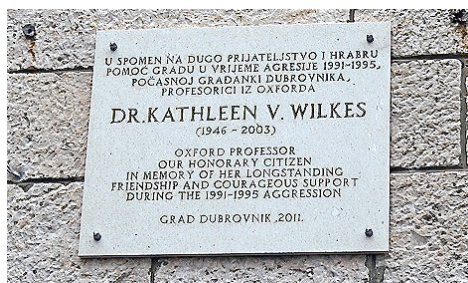 U SPOMEN NA DUGO PRIJATELJSTVO I HRABRU
POMOĆ GRADU U VRIJEME AGRESIJE 1991-1995,
POČASNOJ GRAĐANKI DUBROVNIKA,
PROFESORICI IZ OXFORDA
DR. KATHLEEN V. WILKES
(1946 - 2003)
OXFORD PROFESSOR
OUR HONORARY CITIZEN
IN MEMORY OF HER LONGSTANDING
FRIENDSHIP AND COURAGEOUS SUPPORT
DURING THE 1991-1995 AGGRESSION
GRAD DUBROVNIK, 2011.